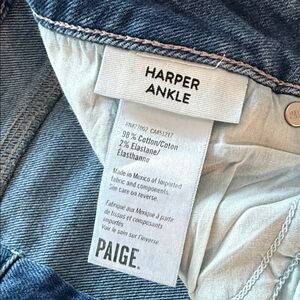 HARPER
ANKLE
98% Cotton/Coton
2% Elastane/
Elasthanne
Made in Mexico of imported
fabric and components.
See care on reverse.
Fabriqué aux Mexique à partir
de tissus et composants
importés.
Voir le soin sur l'inverse
PAIGE.